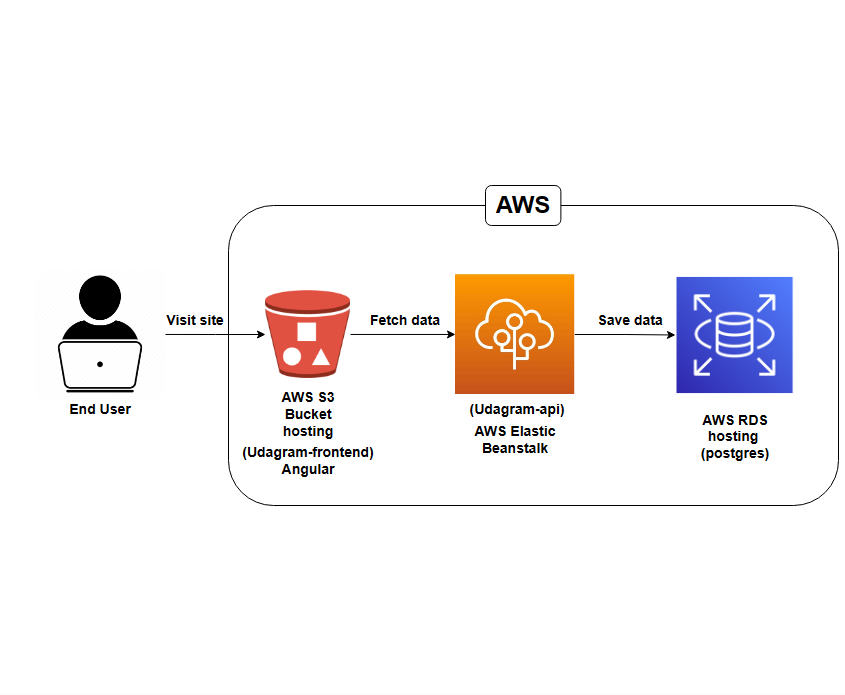 AWS
Visit site
Fetch data
Save data
End User
AWS S3
Bucket
hosting
(Udagram-frontend)
Angular
(Udagram-api)
AWS Elastic
Beanstalk
AWS RDS
hosting
(postgres)